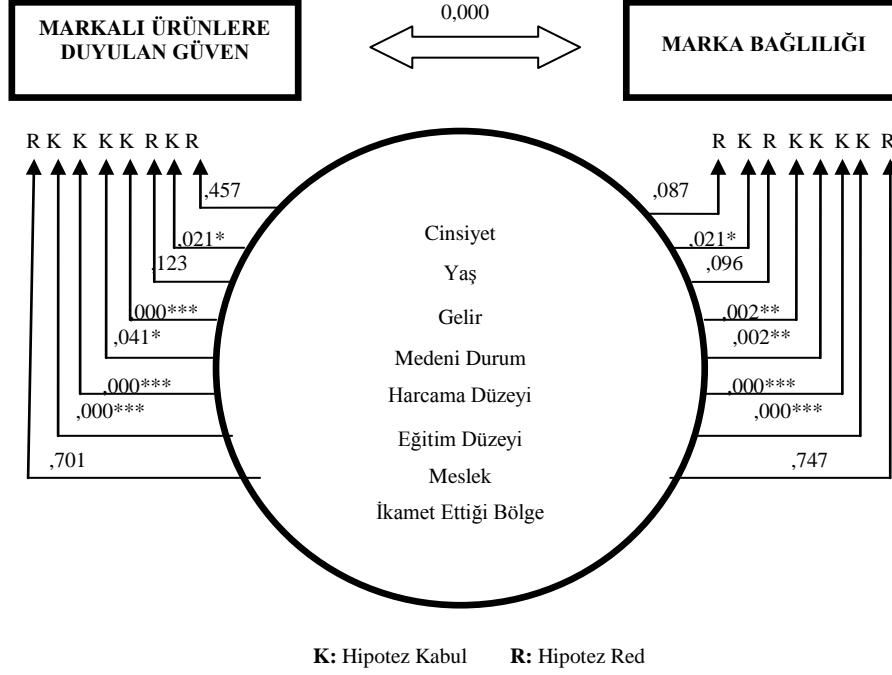 0,000
MARKALI ÜRÜNLERE
DUYULAN GÜVEN
MARKA BAĞLILIĞI
R K K K K R K R
R K R K K K K R
,457
,087
Cinsiyet
,021*
,021*
,123
,096
Yaş
,000***
Gelir
,002**
,041*
,002**
Medeni Durum
,000***
Harcama Düzeyi
,000***
,000***
,000***
Eğitim Düzeyi
,701
Meslek
,747
İkamet Ettiği Bölge
K: Hipotez Kabul R: Hipotez Red